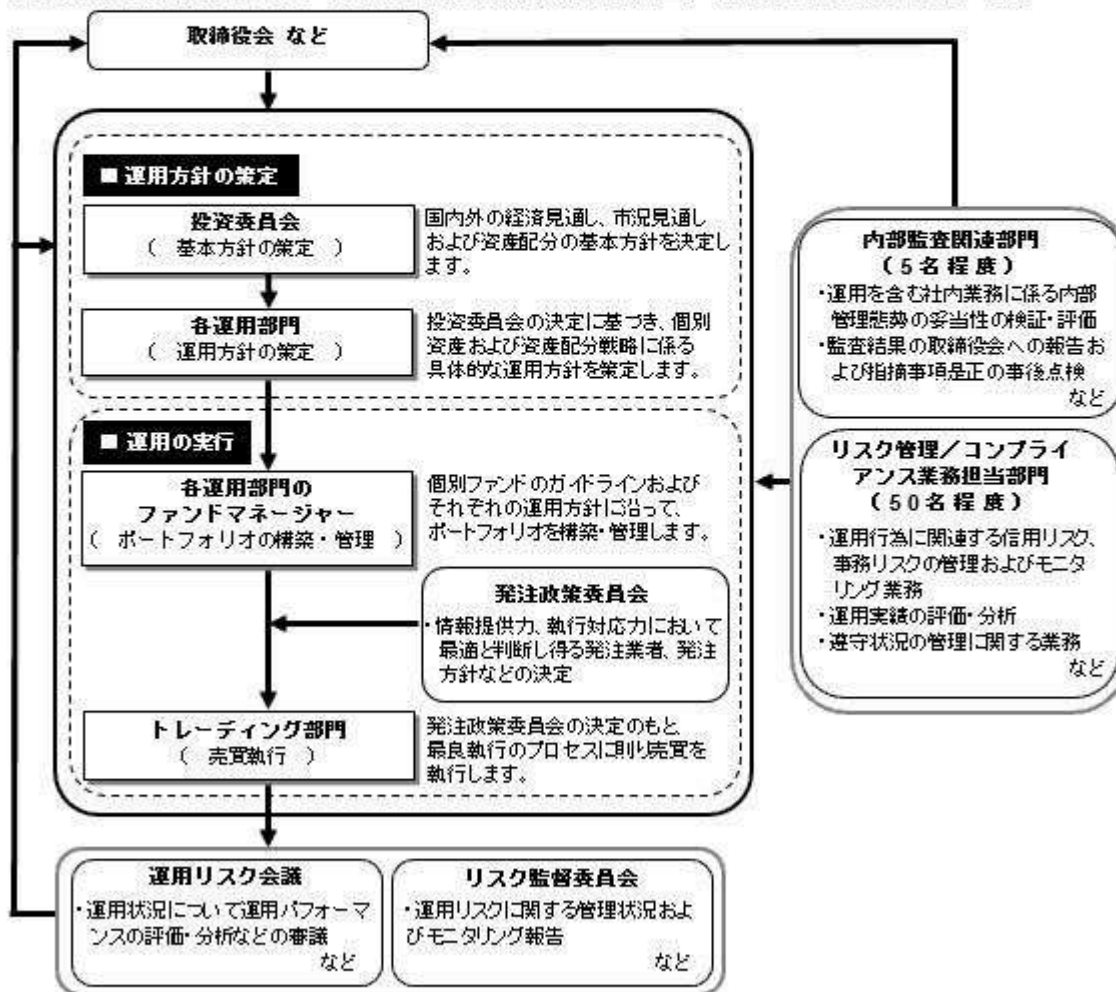 取締役会 など
■ 運用方針の策定
投資委員会
( 基本方針の策定 )
国内外の経済見通し、市況見通し
および資産配分の基本方針を決定し
ます。
各運用部門
( 運用方針の策定 )
投資委員会の決定に基づき、個別
資産および資産配分戦略に係る
具体的な運用方針を策定します。
■ 運用の実行
各運用部門の
ファンドマネージャー
( ポートフォリオの構築・管理 )
個別ファンドのガイドラインおよび
それぞれの運用方針に沿って、
ポートフォリオを構築・管理します。
発注政策委員会
・情報提供力、執行対応力において
最適と判断し得る発注業者、発注
方針などの決定
トレーディング部門
( 売買執行 )
発注政策委員会の決定のもと
最良執行のプロセスに則り売買を
執行します。
内部監査関連部門
(5名程度)
・運用を含む社内業務に係る内部
管理態勢の妥当性の検証・評価
・監査結果の取締役会への報告お
よび指摘事項是正の事後点検
など
リスク管理/コンプライ
アンス業務担当部門
(50名程度)
・運用行為に関連する信用リスク、
事務リスクの管理およびモニタ
リング業務
・運用実績の評価・分析
・遵守状況の管理に関する業務
など
運用リスク会議
・運用状況について運用パフォーマ
ンスの評価・分析などの審議
など
リスク監督委員会
・運用リスクに関する管理状況およ
びモニタリング報告
など